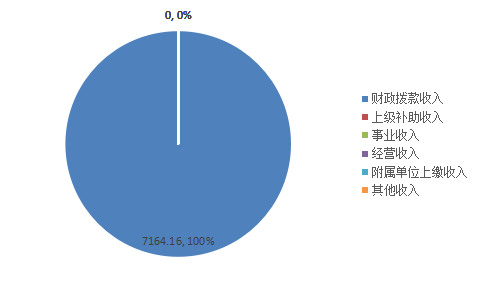 0, 0%
7164.16, 100%
财政拨款收入
上级补助收入
事业收入
经营收入
附属单位上缴收入
其他收入